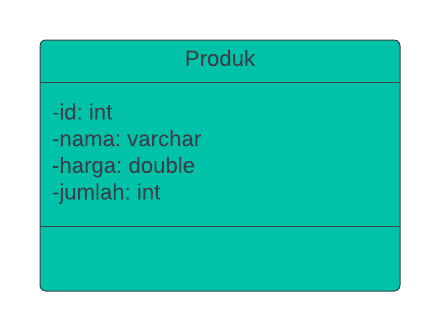 Produk
-id: int
-nama: varchar
-harga: double
-jumlah: int